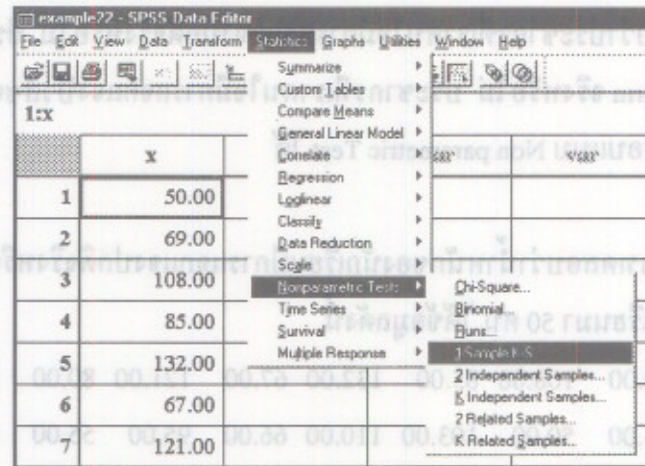 example22 - SPSS Data Editor
File Edit View Data Transform Statistics Graphs Utilities Window Help
1:x
x var var
1 50.00
2 69.00
3 108.00
4 85.00
5 132.00
6 67.00
7 121.00
Summarize
Custom Tables
Compare Means
General Linear Model
Correlate
Regression
Loglinear
Classify
Data Reduction
Scale
Nonparametric Tests
Time Series
Survival
Multiple Response
Chi-Square...
Binomial...
Runs...
1 Sample K-S...
2 Independent Samples...
K Independent Samples...
2 Related Samples...
K Related Samples...